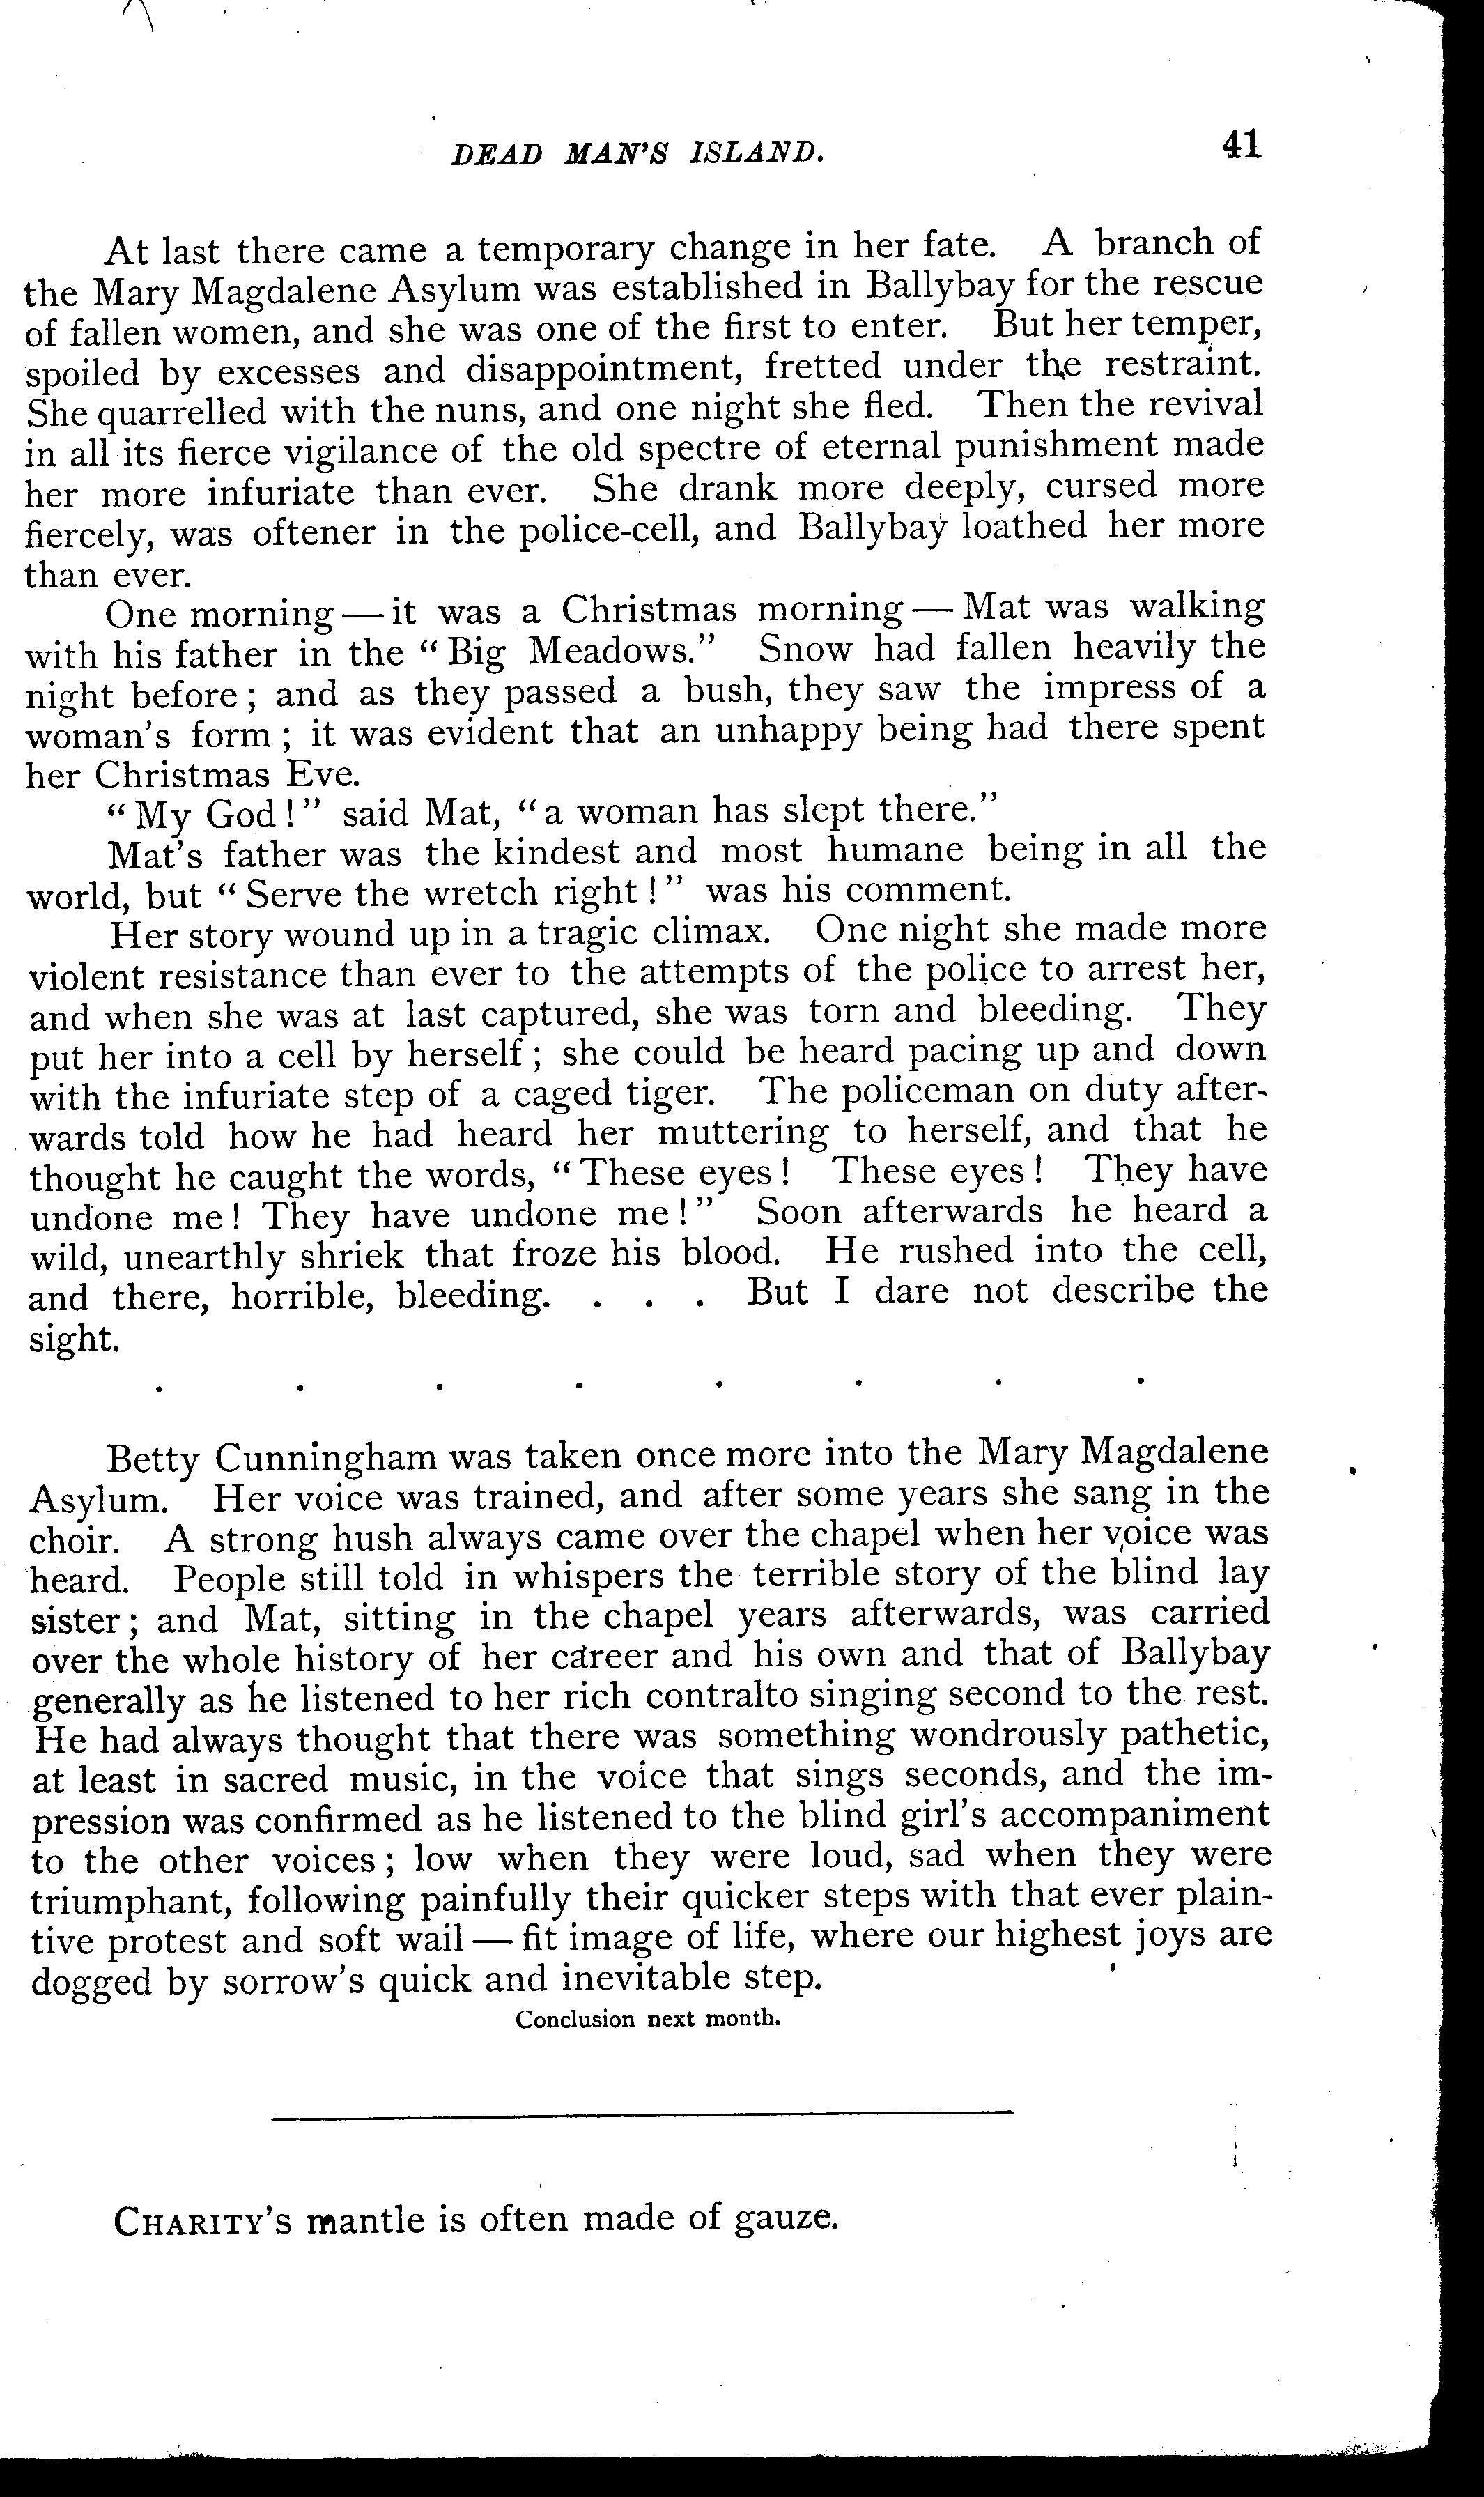 DEAD MAN'S ISLAND. 41
At last there came a temporary change in her fate. A branch of
the Mary Magdalene Asylum was established in Ballybay for the rescue
of fallen women, and she was one of the first to enter. But her temper,
spoiled by excesses and disappointment, fretted under the restraint.
She quarrelled with the nuns, and one night she fled. Then the revival
in all its fierce vigilance of the old spectre of eternal punishment made
her more infuriate than ever. She drank more deeply, cursed more
fiercely, was oftener in the police-cell, and Ballybay loathed her more
than ever.
One morning — it was a Christmas morning — Mat was walking
with his father in the “Big Meadows.” Snow had fallen heavily the
night before; and as they passed a bush, they saw the impress of a
woman's form; it was evident that an unhappy being had there spent
her Christmas Eve.
“My God!” said Mat, “a woman has slept there.”
Mat's father was the kindest and most humane being in all the
world, but “Serve the wretch right!” was his comment.
Her story wound up in a tragic climax. One night she made more
violent resistance than ever to the attempts of the police to arrest her,
and when she was at last captured, she was torn and bleeding. They
put her into a cell by herself; she could be heard pacing up and down
with the infuriate step of a caged tiger. The policeman on duty after-
wards told how he had heard her muttering to herself, and that he
thought he caught the words, “These eyes! These eyes! They have
undone me! They have undone me!” Soon afterwards he heard a
wild, unearthly shriek that froze his blood. He rushed into the cell,
and there, horrible, bleeding. . . . But I dare not describe the
sight.
. . . . . . . .
Betty Cunningham was taken once more into the Mary Magdalene
Asylum. Her voice was trained, and after some years she sang in the
choir. A strong hush always came over the chapel when her voice was
heard. People still told in whispers the terrible story of the blind lay
sister; and Mat, sitting in the chapel years afterwards, was carried
over the whole history of her career and his own and that of Ballybay
generally as he listened to her rich contralto singing second to the rest.
He had always thought that there was something wondrously pathetic,
at least in sacred music, in the voice that sings seconds, and the im-
pression was confirmed as he listened to the blind girl's accompaniment
to the other voices; low when they were loud, sad when they were
triumphant, following painfully their quicker steps with that ever plain-
tive protest and soft wail — fit image of life, where our highest joys are
dogged by sorrow's quick and inevitable step.
Conclusion next month.
CHARITY'S mantle is often made of gauze.